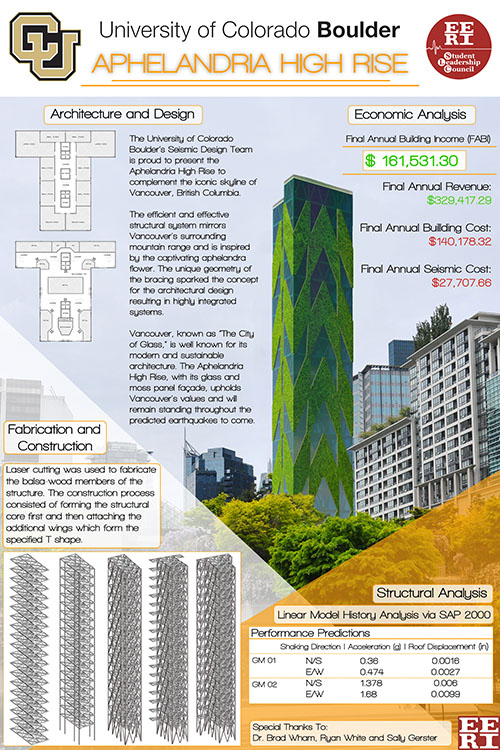 University of Colorado Boulder
APHELANDRIA HIGH RISE
CU
EE
RI
Student
Leadership
Council
Architecture and Design
The University of Colorado
Boulder's Seismic Design Team
is proud to present the
Aphelandria High Rise to
complement the iconic skyline of
Vancouver, British Columbia.
The efficient and effective
structural system mirrors
Vancouver's surrounding
mountain range and is inspired
by the captivating aphelandra
flower. The unique geometry of
the bracing sparked the concept
for the architectural design
resulting in highly integrated
systems.
Vancouver, known as "The City
of Glass," is well known for its
modern and sustainable
architecture. The Aphelandria
High Rise, with its glass and
moss panel façade, upholds
Vancouver's values and will
remain standing throughout the
predicted earthquakes to come.
Economic Analysis
Final Annual Building Income (FABI)
$ 161,531.30
Final Annual Revenue:
$329,417.29
Final Annual Building Cost:
$140,178.32
Final Annual Seismic Cost:
$27,707.66
Fabrication and
Construction
Laser cutting was used to fabricate
the balsa wood members of the
structure. The construction process
consisted of forming the structural
core first and then attaching the
additional wings which form the
specified T shape.
Structural Analysis
Linear Model History Analysis via SAP 2000
Performance Predictions
Shaking Direction | Acceleration (g) | Roof Displacement (in)
GM 01 N/S 0.36 0.0016
E/W 0.474 0.0027
GM 02 N/S 1.378 0.006
E/W 1.68 0.0099
Special Thanks To:
Dr. Brad Wham, Ryan White and Sally Gerster
EE
RI